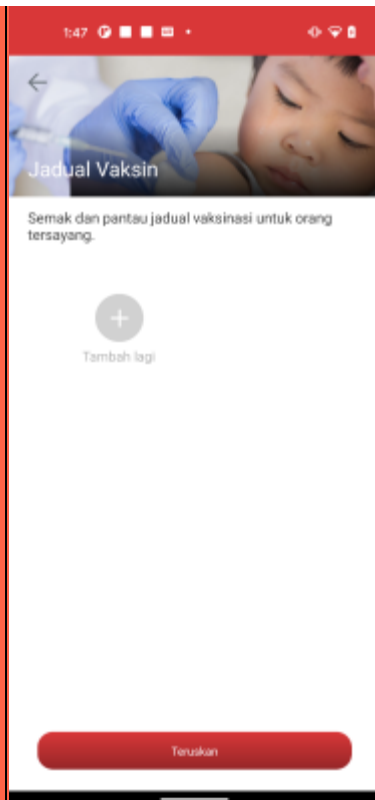 1:47
Jadual Vaksin
Semak dan pantau jadual vaksinasi untuk orang
tersayang.
Tambah lagi
Teruskan